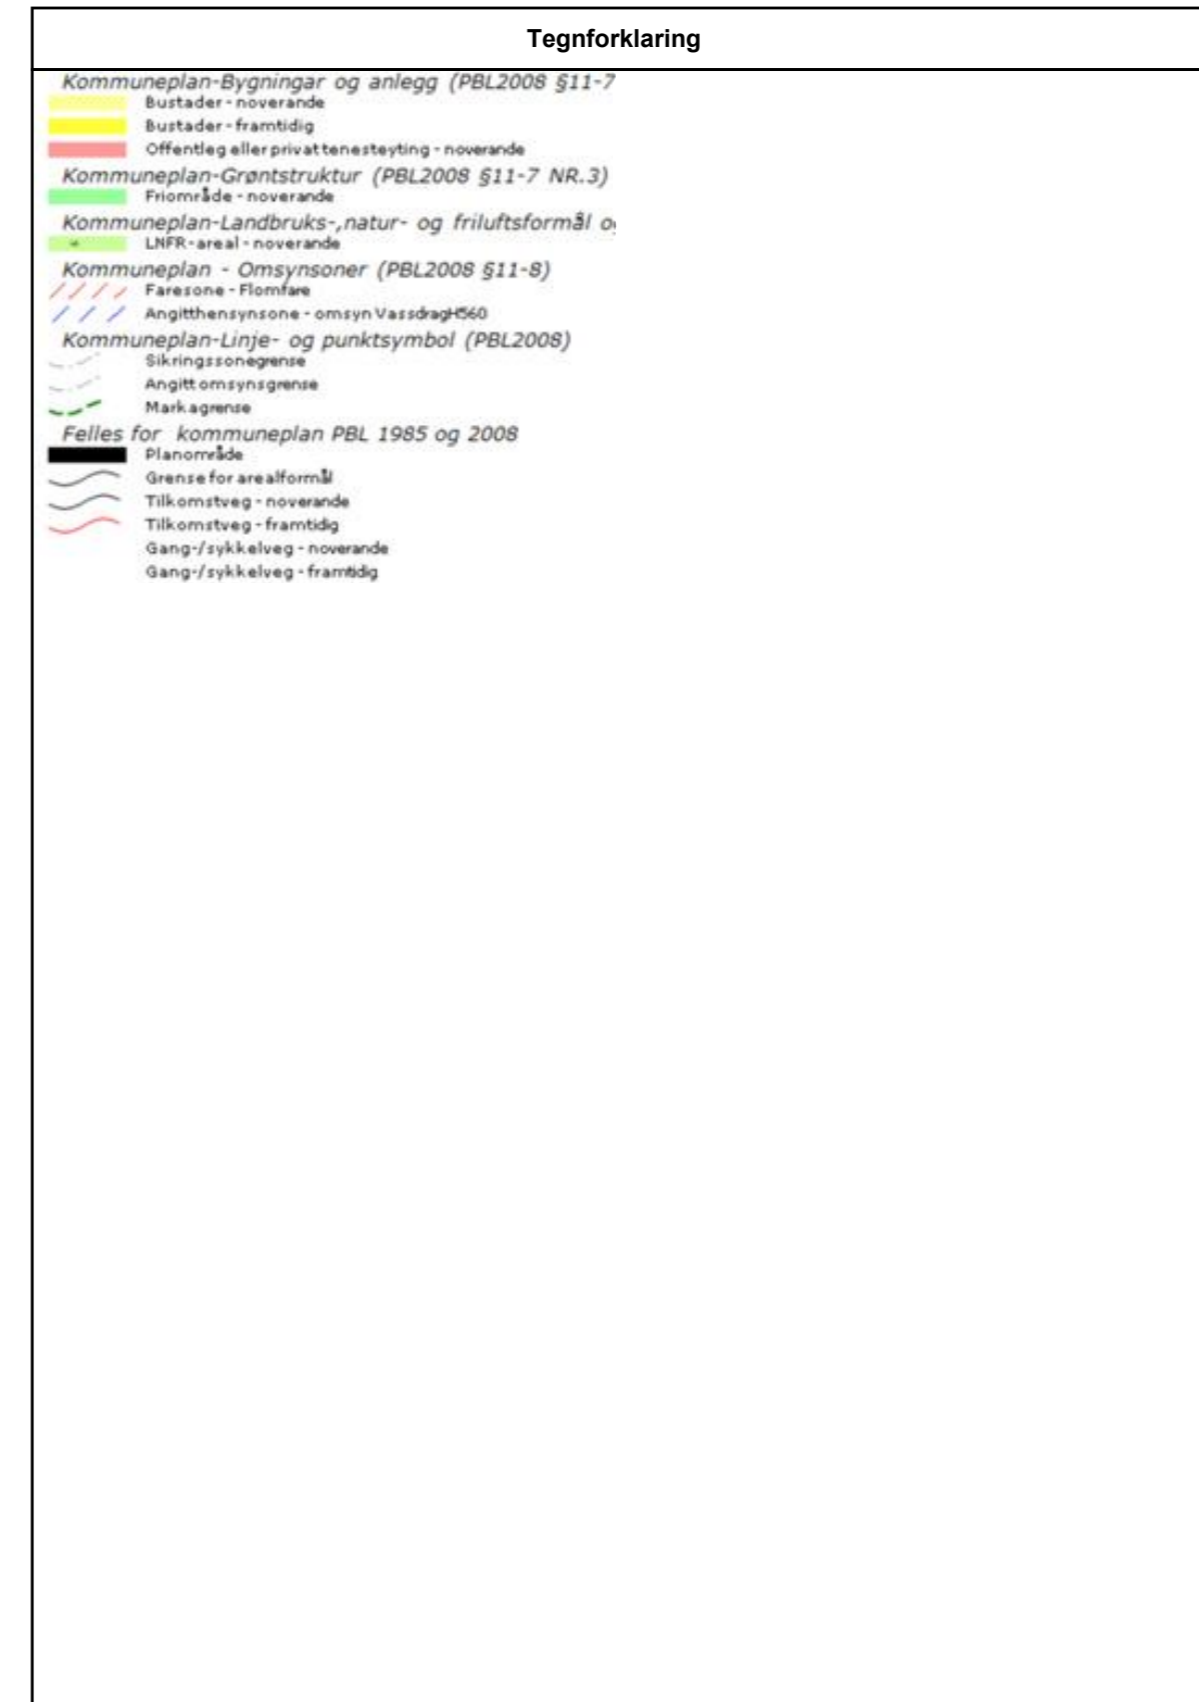 Tegnforklaring
Kommuneplan-Bygningar og anlegg (PBL2008 §11-7
Bustader - noverande
Bustader - framtidig
Offentleg eller privat tenesteyting - noverande
Kommuneplan-Grøntstruktur (PBL2008 §11-7 NR.3)
Friområde - noverande
Kommuneplan-Landbruks-,natur- og friluftsformål
LNFR-areal - noverande
Kommuneplan - Omsynsoner (PBL2008 §11-8)
Faresone - Flomfare
Angitthensynsone - omsyn VassdragH560
Kommuneplan-Linje- og punktsymbol (PBL2008)
Sikringssonegrense
Angitt omsynsgrense
Markagrense
Felles for kommuneplan PBL 1985 og 2008
Planområde
Grense for arealformål
Tilkomstveg - noverande
Tilkomstveg - framtidig
Gang-/sykkelveg - noverande
Gang-/sykkelveg - framtidig